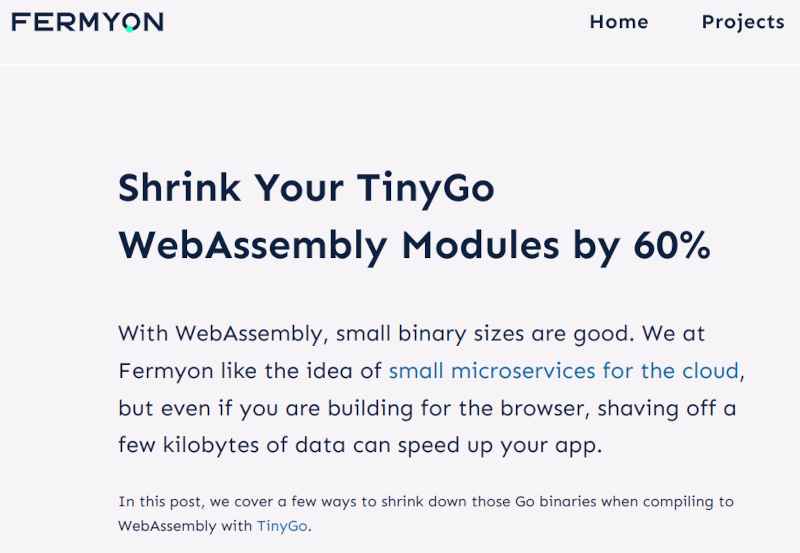 FERMYON
Home
Projects
Shrink Your TinyGo
WebAssembly Modules by 60%
With WebAssembly, small binary sizes are good. We at
Fermyon like the idea of small microservices for the cloud,
but even if you are building for the browser, shaving off a
few kilobytes of data can speed up your app.
In this post, we cover a few ways to shrink down those Go binaries when compiling to
WebAssembly with TinyGo.